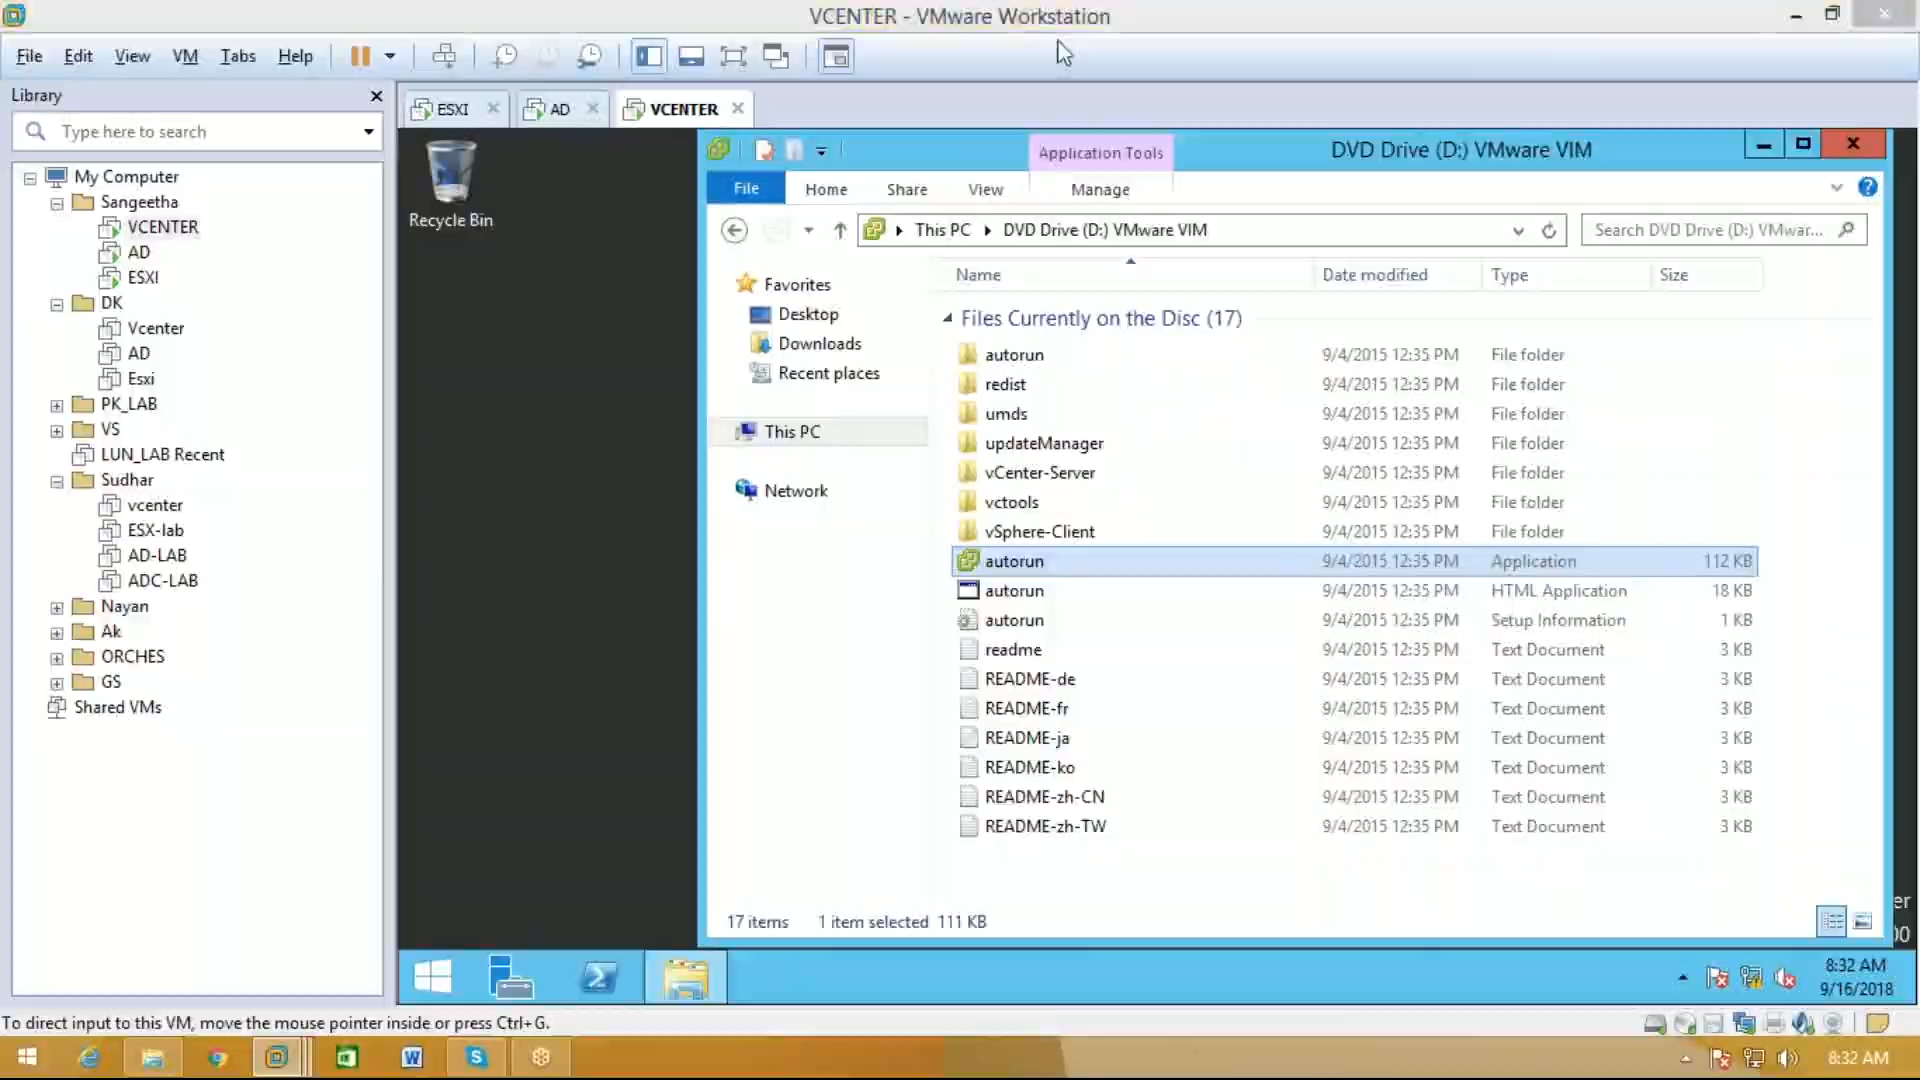 VCENTER - VMware Workstation
File Edit View VM Tabs Help
Library
Type here to search
My Computer
Sangeetha
VCENTER
AD
ESXI
DK
Vcenter
AD
Esxi
PK_LAB
VS
LUN_LAB Recent
Sudhar
vcenter
ESX-lab
AD-LAB
ADC-LAB
Nayan
Ak
ORCHES
GS
Shared VMs
ESXI AD VCENTER
Recycle Bin
Application Tools
DVD Drive (D:) VMware VIM
File Home Share View Manage
This PC DVD Drive (D:) VMware VIM
Search DVD Drive (D:) VMwar...
Favorites
Desktop
Downloads
Recent places
This PC
Network
Name Date modified Type Size
Files Currently on the Disc (17)
autorun 9/4/2015 12:35 PM File folder
redist 9/4/2015 12:35 PM File folder
umds 9/4/2015 12:35 PM File folder
updateManager 9/4/2015 12:35 PM File folder
vCenter-Server 9/4/2015 12:35 PM File folder
vctools 9/4/2015 12:35 PM File folder
vSphere-Client 9/4/2015 12:35 PM File folder
autorun 9/4/2015 12:35 PM Application 112 KB
autorun 9/4/2015 12:35 PM HTML Application 18 KB
autorun 9/4/2015 12:35 PM Setup Information 1 KB
readme 9/4/2015 12:35 PM Text Document 3 KB
README-de 9/4/2015 12:35 PM Text Document 3 KB
README-fr 9/4/2015 12:35 PM Text Document 3 KB
README-ja 9/4/2015 12:35 PM Text Document 3 KB
README-ko 9/4/2015 12:35 PM Text Document 3 KB
README-zh-CN 9/4/2015 12:35 PM Text Document 3 KB
README-zh-TW 9/4/2015 12:35 PM Text Document 3 KB
17 items 1 item selected 111 KB
er
00
8:32 AM
9/16/2018
To direct input to this VM, move the mouse pointer inside or press Ctrl+G.
8:32 AM